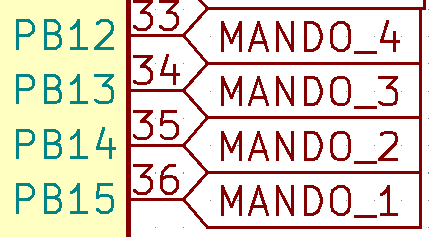 33
PB12 MANDO_4
34
PB13 MANDO_3
35
PB14 MANDO_2
36
PB15 MANDO_1